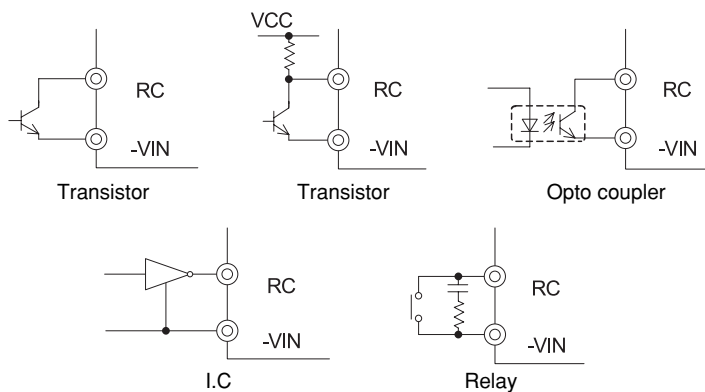 VCC
RC
-VIN
Transistor
RC
-VIN
Transistor
RC
-VIN
Opto coupler
RC
-VIN
I.C
RC
-VIN
Relay